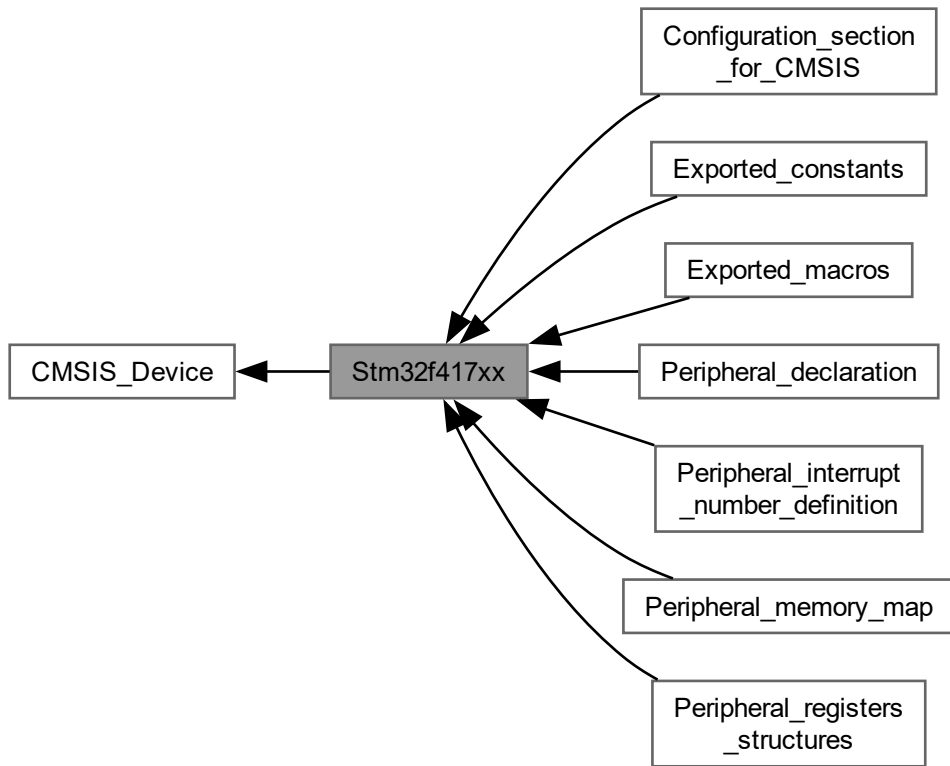 Configuration_section
_for_CMSIS
Exported_constants
Exported_macros
CMSIS_Device
Stm32f417xx
Peripheral_declaration
Peripheral_interrupt
_number_definition
Peripheral_memory_map
Peripheral_registers
_structures